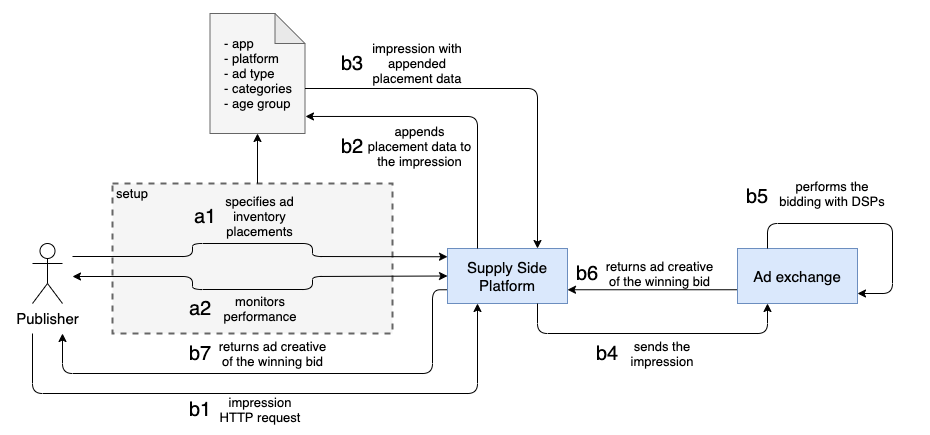 - app
- platform
- ad type
- categories
- age group
b3
impression with
appended
placement data
b2
appends
placement data to
the impression
setup
a1
specifies ad
inventory
placements
a2
monitors
performance
Publisher
Supply Side
Platform
b5
performs the
bidding with DSPs
b6
returns ad creative
of the winning bid
Ad exchange
b7
returns ad creative
of the winning bid
b4
sends the
impression
b1
impression
HTTP request